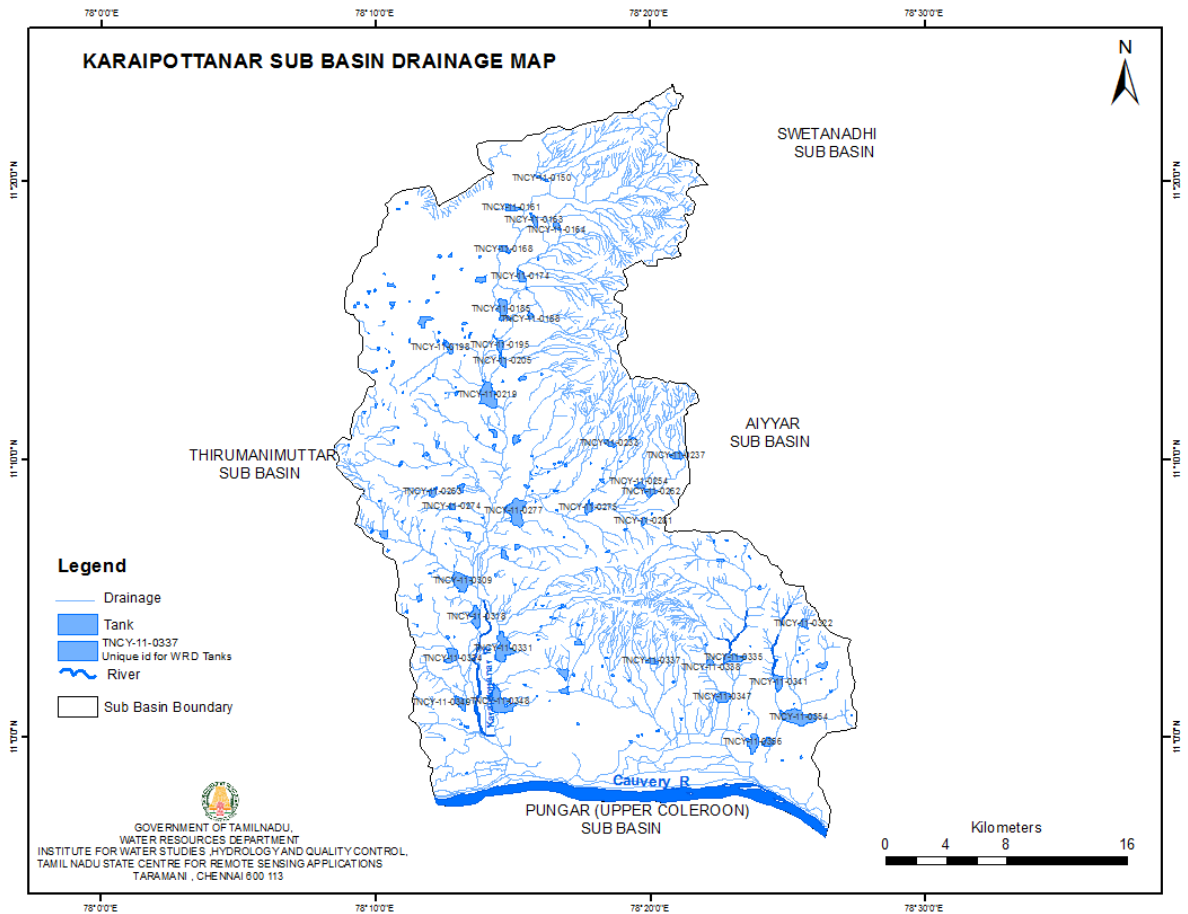 78°0'0"E 78°10'0"E 78°20'0"E 78°30'0"E
KARAIPOTTANAR SUB BASIN DRAINAGE MAP
N
SWETANADHI
SUB BASIN
11°20'0"N 11°20'0"N
TNCY-11-0150
TNCY-11-0161
TNCY-11-0163
TNCY-11-0164
TNCY-11-0168
TNCY-11-0174
TNCY-11-0185
TNCY-11-0195
TNCY-11-0198
TNCY-11-0205
TNCY-11-0219
AIYYAR
SUB BASIN
TNCY-11-0237
THIRUMANIMUTTAR
SUB BASIN
11°10'0"N 11°10'0"N
TNCY-11-0254
TNCY-11-0262
TNCY-11-0263
TNCY-11-0274
TNCY-11-0277
TNCY-11-0275
TNCY-11-0281
TNCY-11-0309
TNCY-11-0318
TNCY-11-0322
TNCY-11-0331
TNCY-11-0337
TNCY-11-0335
TNCY-11-0338
TNCY-11-0341
TNCY-11-0347
TNCY-11-0348
TNCY-11-0354
TNCY-11-0356
11°0'0"N 11°0'0"N
Legend
Drainage
Tank
TNCY-11-0337
Unique id for WRD Tanks
River
Sub Basin Boundary
Cauvery R
PUNGAR (UPPER COLEROON)
SUB BASIN
GOVERNMENT OF TAMILNADU,
WATER RESOURCES DEPARTMENT
INSTITUTE FOR WATER STUDIES ,HYDROLOGY AND QUALITY CONTROL,
TAMIL NADU STATE CENTRE FOR REMOTE SENSING APPLICATIONS
TARAMANI , CHENNAI 600 113
Kilometers
0 4 8 16
78°0'0"E 78°10'0"E 78°20'0"E 78°30'0"E